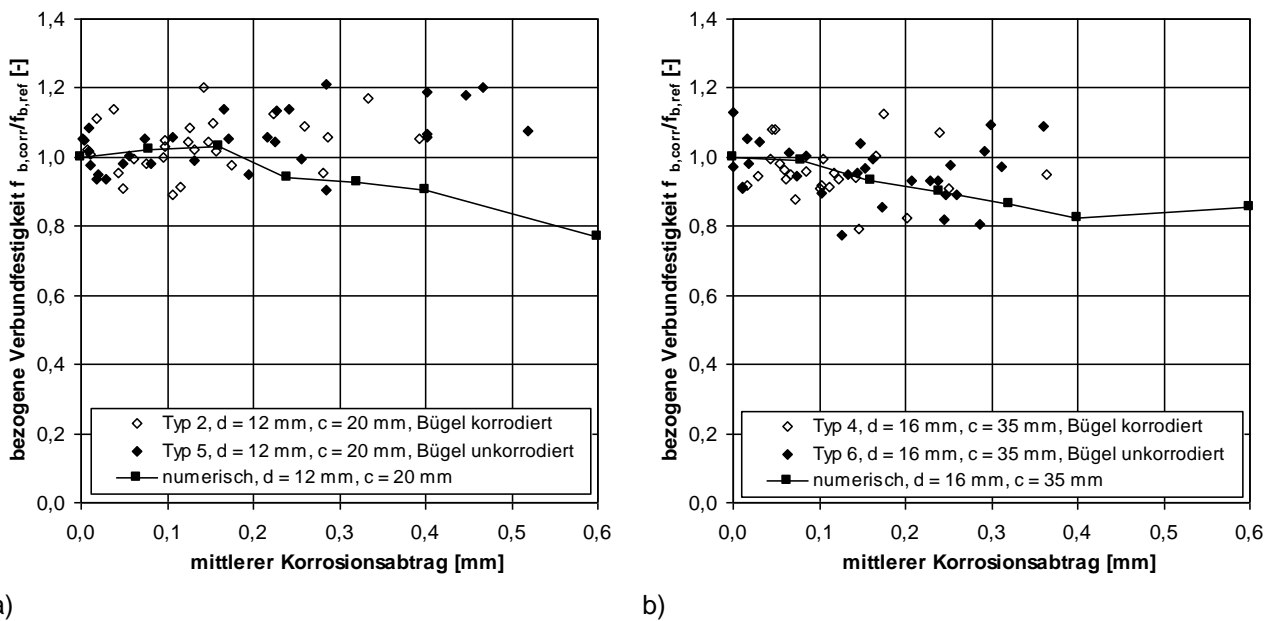 bezogene Verbundfestigkeit f b,corr/fb,ref [-]
1,4
1,2
1,0
0,8
0,6
0,4
0,2
0,0
Typ 2, d = 12 mm, c = 20 mm, Bügel korrodiert
Typ 5, d = 12 mm, c = 20 mm, Bügel unkorrodiert
numerisch, d = 12 mm, c = 20 mm
0,0 0,1 0,2 0,3 0,4 0,5 0,6
mittlerer Korrosionsabtrag [mm]
a)
bezogene Verbundfestigkeit f b,corr/fb,ref [-]
1,4
1,2
1,0
0,8
0,6
0,4
0,2
0,0
Typ 4, d = 16 mm, c = 35 mm, Bügel korrodiert
Typ 6, d = 16 mm, c = 35 mm, Bügel unkorrodiert
numerisch, d = 16 mm, c = 35 mm
0,0 0,1 0,2 0,3 0,4 0,5 0,6
mittlerer Korrosionsabtrag [mm]
b)